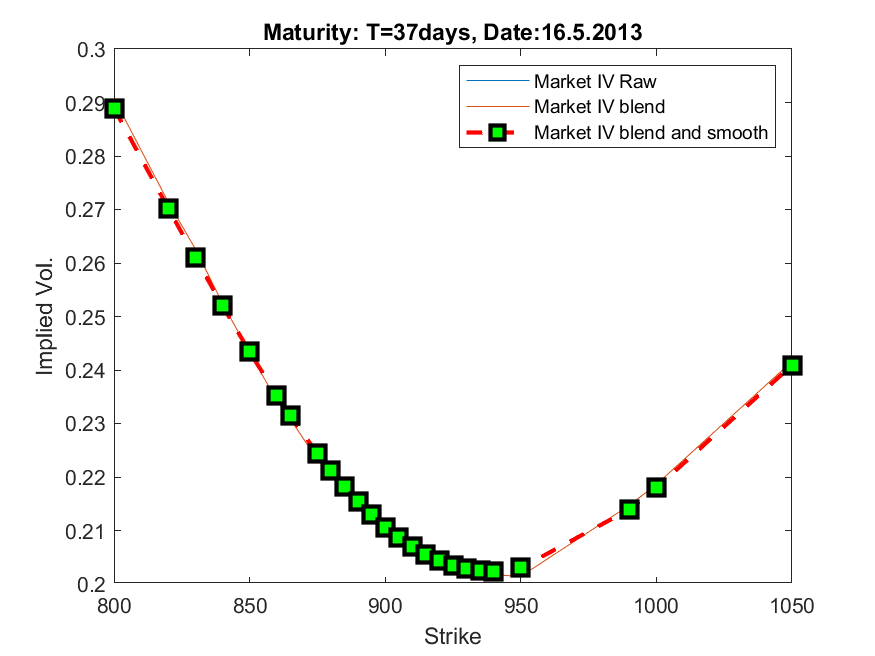 Maturity: T=37days, Date:16.5.2013
0.3
0.29
0.28
0.27
0.26
0.25
0.24
0.23
0.22
0.21
0.2
Implied Vol.
Market IV Raw
Market IV blend
Market IV blend and smooth
800 850 900 950 1000 1050
Strike